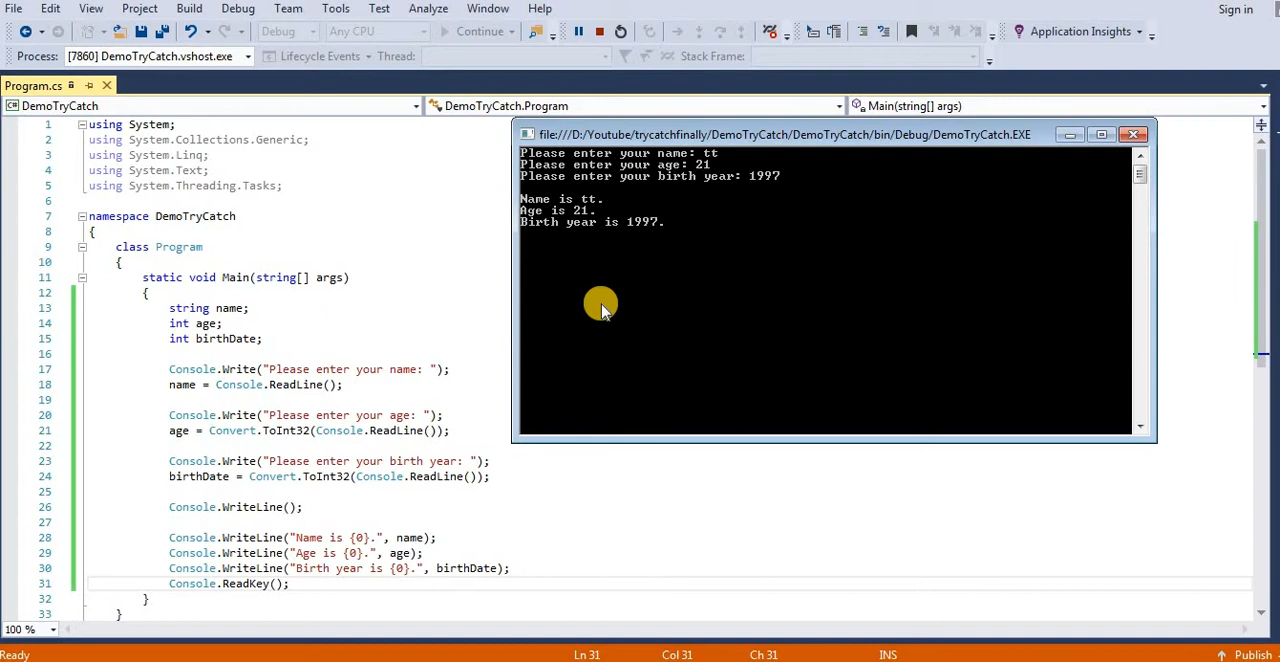 File Edit View Project Build Debug Team Tools Test Analyze Window Help Sign in
Debug Any CPU Continue Application Insights
Process: [7860] DemoTryCatch.vshost.exe Lifecycle Events Thread: Stack Frame:
Program.cs
DemoTryCatch DemoTryCatch.Program Main(string[] args)
1 using System;
2 using System.Collections.Generic;
3 using System.Linq;
4 using System.Text;
5 using System.Threading.Tasks;
6
7 namespace DemoTryCatch
8 {
9 class Program
10 {
11 static void Main(string[] args)
12 {
13 string name;
14 int age;
15 int birthDate;
16
17 Console.Write("Please enter your name: ");
18 name = Console.ReadLine();
19
20 Console.Write("Please enter your age: ");
21 age = Convert.ToInt32(Console.ReadLine());
22
23 Console.Write("Please enter your birth year: ");
24 birthDate = Convert.ToInt32(Console.ReadLine());
25
26 Console.WriteLine();
27
28 Console.WriteLine("Name is {0}.", name);
29 Console.WriteLine("Age is {0}.", age);
30 Console.WriteLine("Birth year is {0}.", birthDate);
31 Console.ReadKey();
32 }
33 }
file:///D:/Youtube/trycatchfinally/DemoTryCatch/DemoTryCatch/bin/Debug/DemoTryCatch.EXE
Please enter your name: tt
Please enter your age: 21
Please enter your birth year: 1997
Name is tt.
Age is 21.
Birth year is 1997.
100 %
Ready Ln 31 Col 31 Ch 31 INS Publish